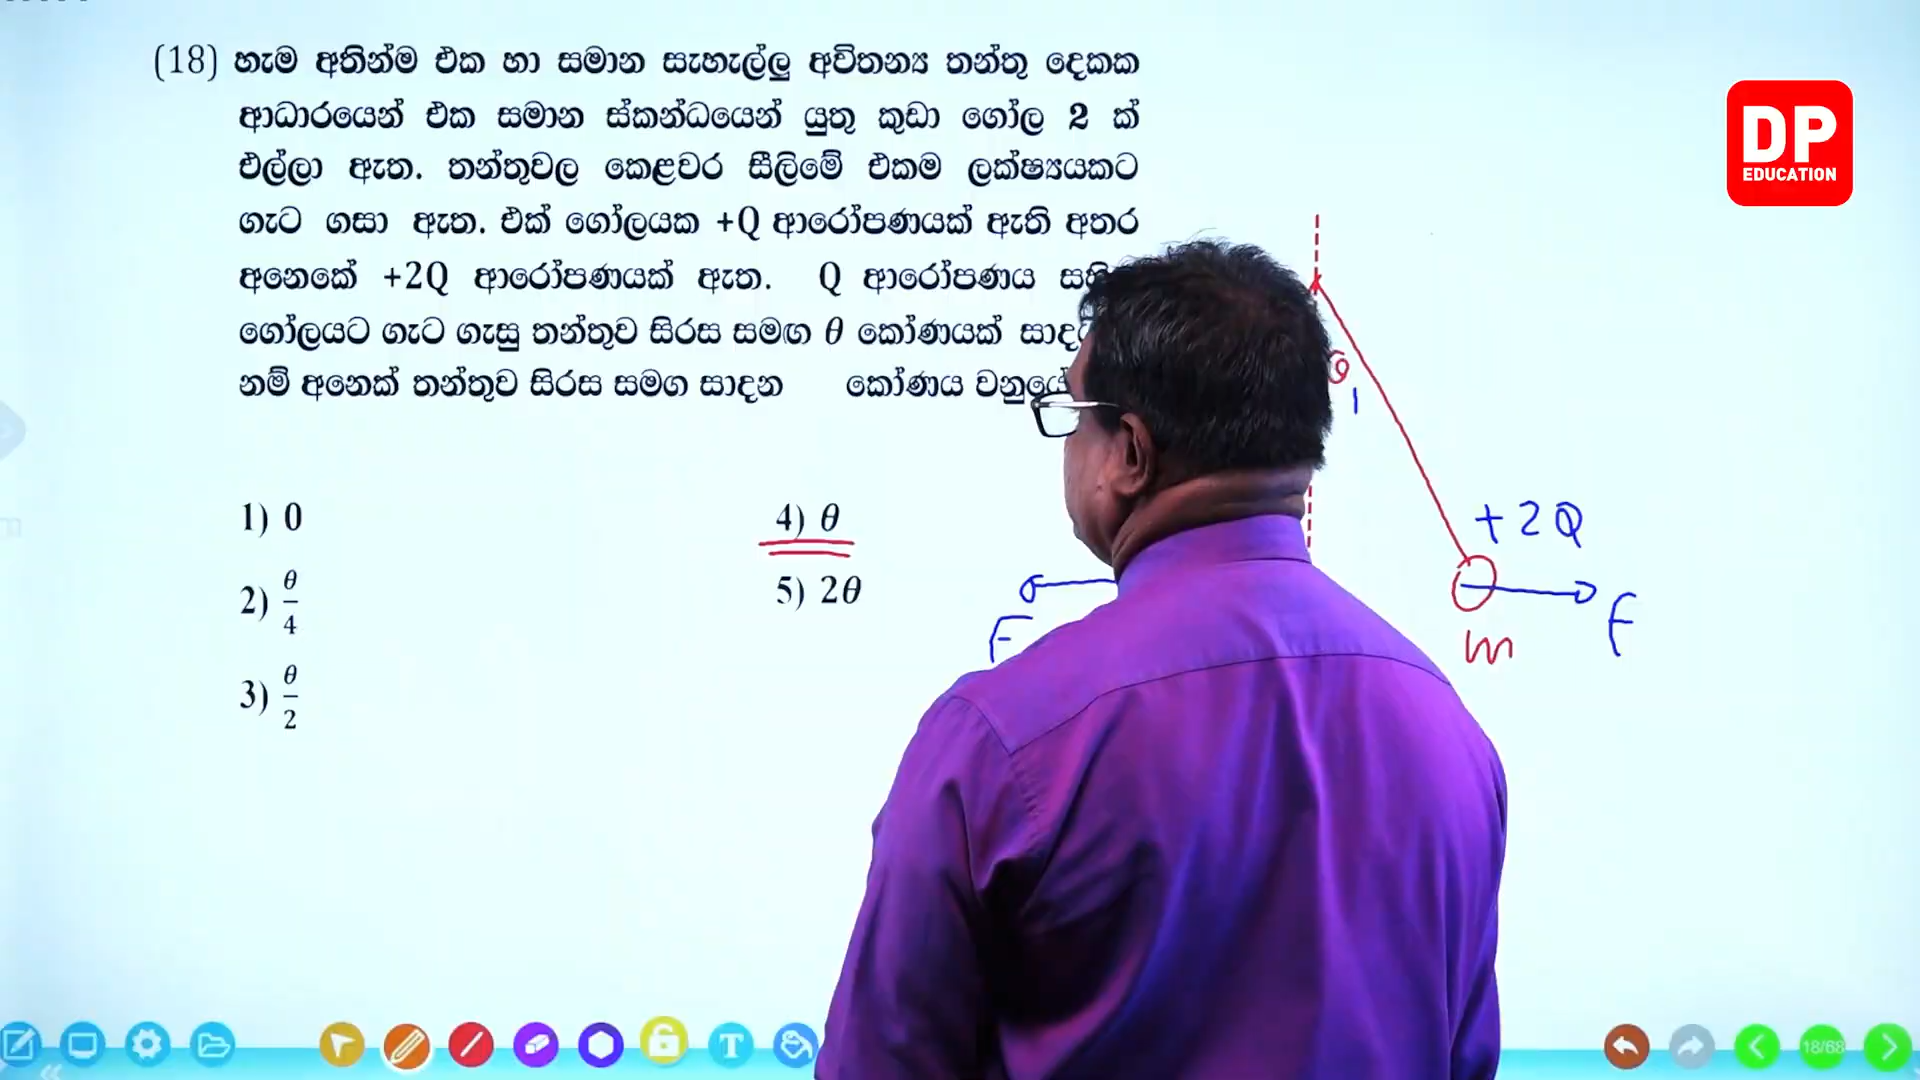 (18) හැම අතින්ම එක හා සමාන සැහැල්ලු අවිතන්‍ය තන්තු දෙකක
ආධාරයෙන් එක සමාන ස්කන්ධයෙන් යුතු කුඩා ගෝල 2 ක්
එල්ලා ඇත. තන්තුවල කෙළවර සීලිමේ එකම ලක්ෂ්‍යයකට
ගැට ගසා ඇත. එක් ගෝලයක +Q ආරෝපණයක් ඇති අතර
අනෙකේ +2Q ආරෝපණයක් ඇත. Q ආරෝපණය
ගෝලයට ගැට ගැසු තන්තුව සිරස සමඟ θ කෝණයක්
නම් අනෙක් තන්තුව සිරස සමග සාදන කෝණය වනුයේ
1) 0
2) θ/4
3) θ/2
4) θ
5) 2θ
+2Q
F
F
m
DP
EDUCATION
T
18/68